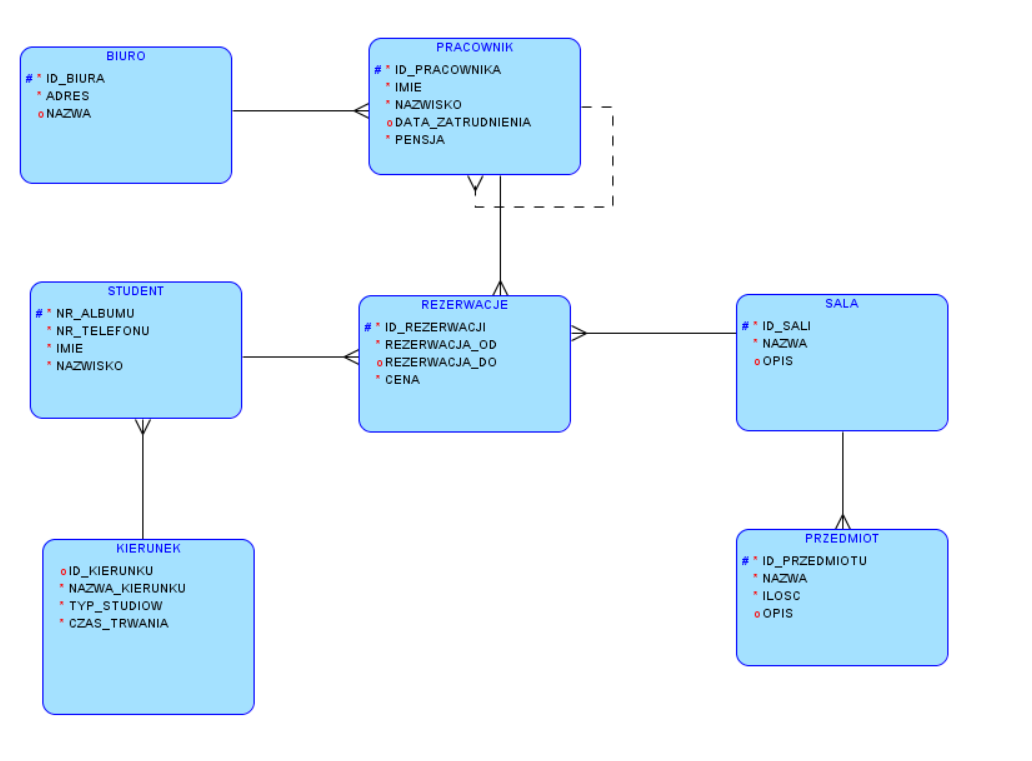 BIURO
# * ID_BIURA
* ADRES
o NAZWA
PRACOWNIK
# * ID_PRACOWNIKA
* IMIE
* NAZWISKO
o DATA_ZATRUDNIENIA
* PENSJA
STUDENT
# * NR_ALBUMU
* NR_TELEFONU
* IMIE
* NAZWISKO
REZERWACJE
# * ID_REZERWACJI
* REZERWACJA_OD
o REZERWACJA_DO
* CENA
SALA
# * ID_SALI
* NAZWA
o OPIS
KIERUNEK
o ID_KIERUNKU
* NAZWA_KIERUNKU
* TYP_STUDIOW
* CZAS_TRWANIA
PRZEDMIOT
# * ID_PRZEDMIOTU
* NAZWA
* ILOSC
o OPIS